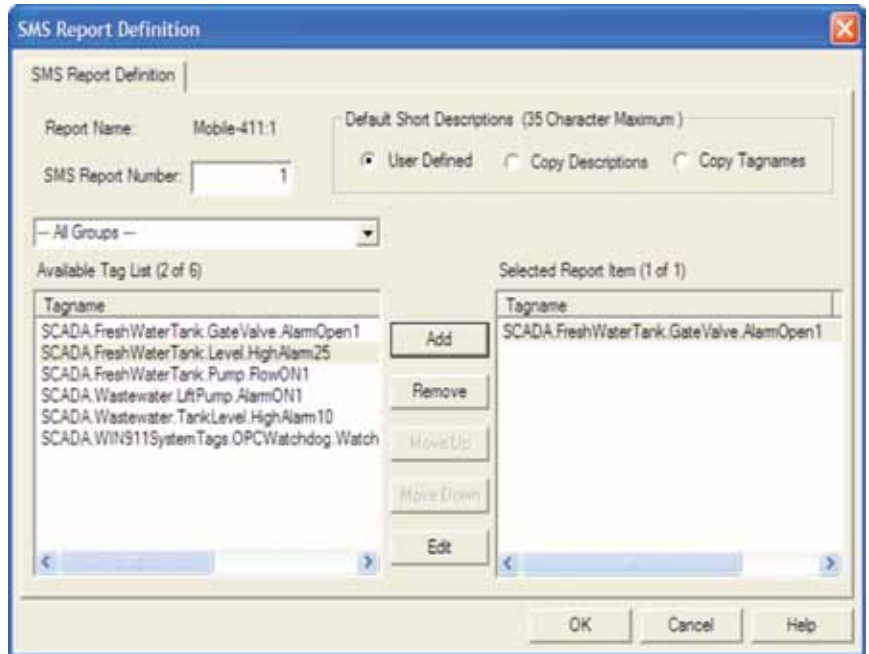 SMS Report Definition
SMS Report Definition
Report Name: Mobile-411:1
SMS Report Number: 1
Default Short Descriptions (35 Character Maximum )
User Defined Copy Descriptions Copy Tagnames
-- All Groups --
Available Tag List (2 of 6)
Tagname
SCADA.FreshWaterTank.GateValve.AlarmOpen1
SCADA.FreshWaterTank.Level.HighAlarm25
SCADA.FreshWaterTank.Pump.FlowON1
SCADA.Wastewater.LiftPump.AlarmON1
SCADA.Wastewater.TankLevel.HighAlarm10
SCADA.WIN911SystemTags.OPCWatchdog.Watch
Add
Remove
Move Up
Move Down
Edit
Selected Report Item (1 of 1)
Tagname
SCADA.FreshWaterTank.GateValve.AlarmOpen1
OK Cancel Help